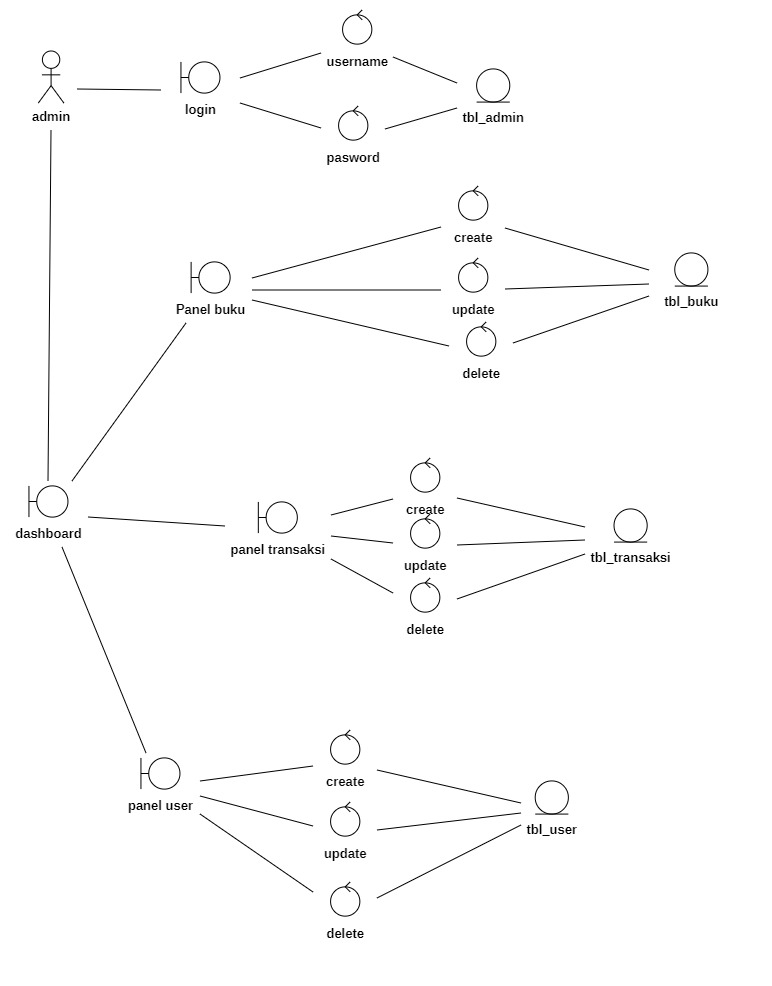 username
admin
login
tbl_admin
pasword
create
Panel buku
update
tbl_buku
delete
create
dashboard
panel transaksi
update
tbl_transaksi
delete
create
panel user
update
tbl_user
delete